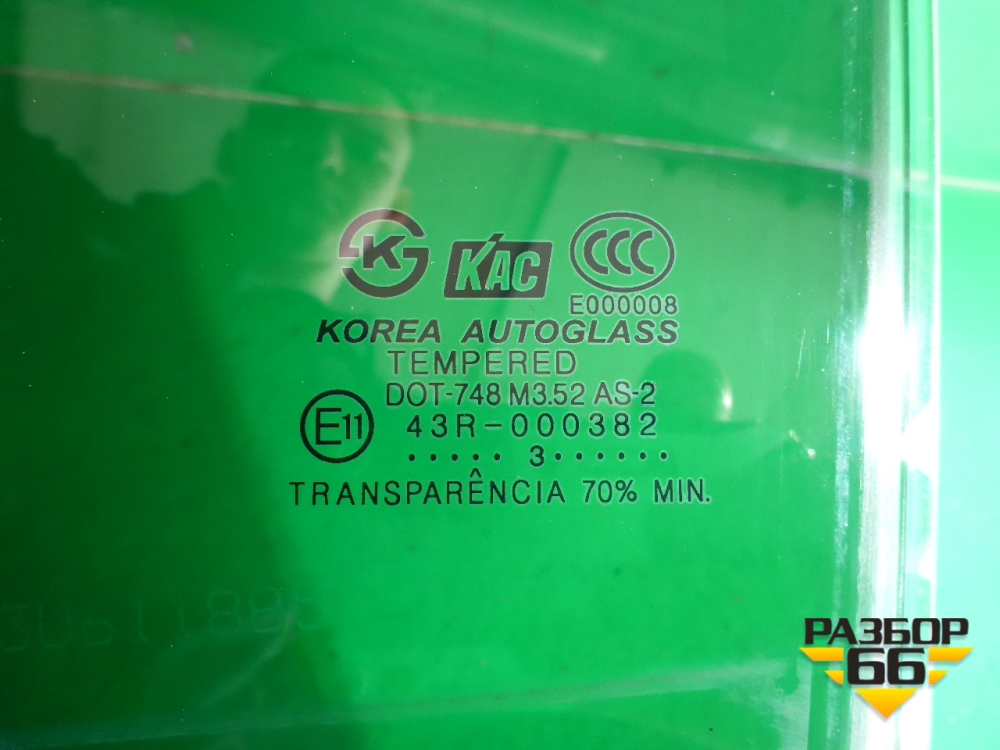 K KAC CCC
E000008
KOREA AUTOGLASS
TEMPERED
DOT-748 M3.52 AS-2
E11 43R-000382
.....3......
TRANSPARÊNCIA 70% MIN.
РАЗБОР
66